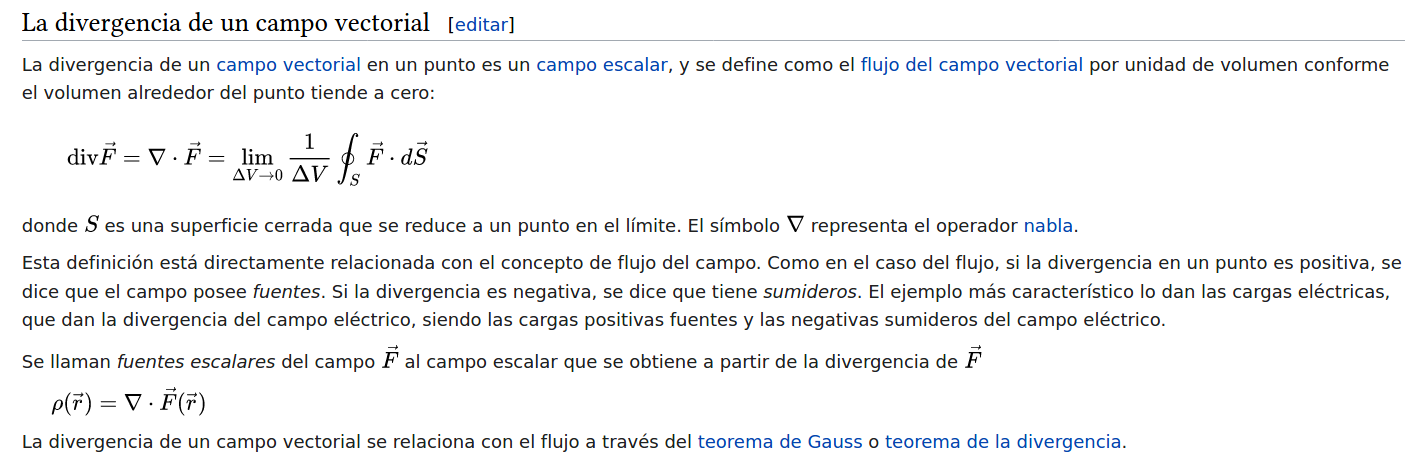 La divergencia de un campo vectorial [editar]
La divergencia de un campo vectorial en un punto es un campo escalar, y se define como el flujo del campo vectorial por unidad de volumen conforme
el volumen alrededor del punto tiende a cero:
div$\vec{F} = \nabla \cdot \vec{F} = \lim_{\Delta V \to 0} \frac{1}{\Delta V} \oint_S \vec{F} \cdot d\vec{S}$
donde $S$ es una superficie cerrada que se reduce a un punto en el límite. El símbolo $\nabla$ representa el operador nabla.
Esta definición está directamente relacionada con el concepto de flujo del campo. Como en el caso del flujo, si la divergencia en un punto es positiva, se
dice que el campo posee fuentes. Si la divergencia es negativa, se dice que tiene sumideros. El ejemplo más característico lo dan las cargas eléctricas,
que dan la divergencia del campo eléctrico, siendo las cargas positivas fuentes y las negativas sumideros del campo eléctrico.
Se llaman fuentes escalares del campo $\vec{F}$ al campo escalar que se obtiene a partir de la divergencia de $\vec{F}$
$\rho(\vec{r}) = \nabla \cdot \vec{F}(\vec{r})$
La divergencia de un campo vectorial se relaciona con el flujo a través del teorema de Gauss o teorema de la divergencia.